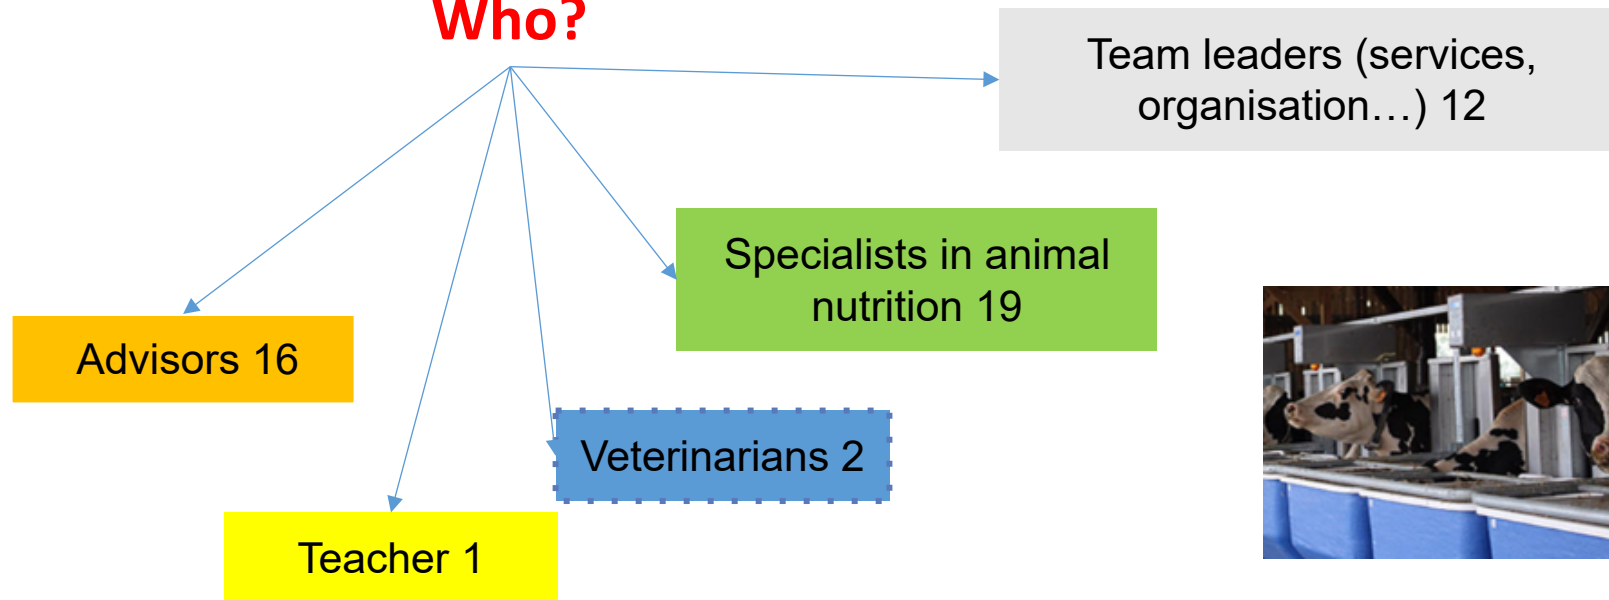 Who?
Team leaders (services,
organisation…) 12
Specialists in animal
nutrition 19
Advisors 16
Veterinarians 2
Teacher 1